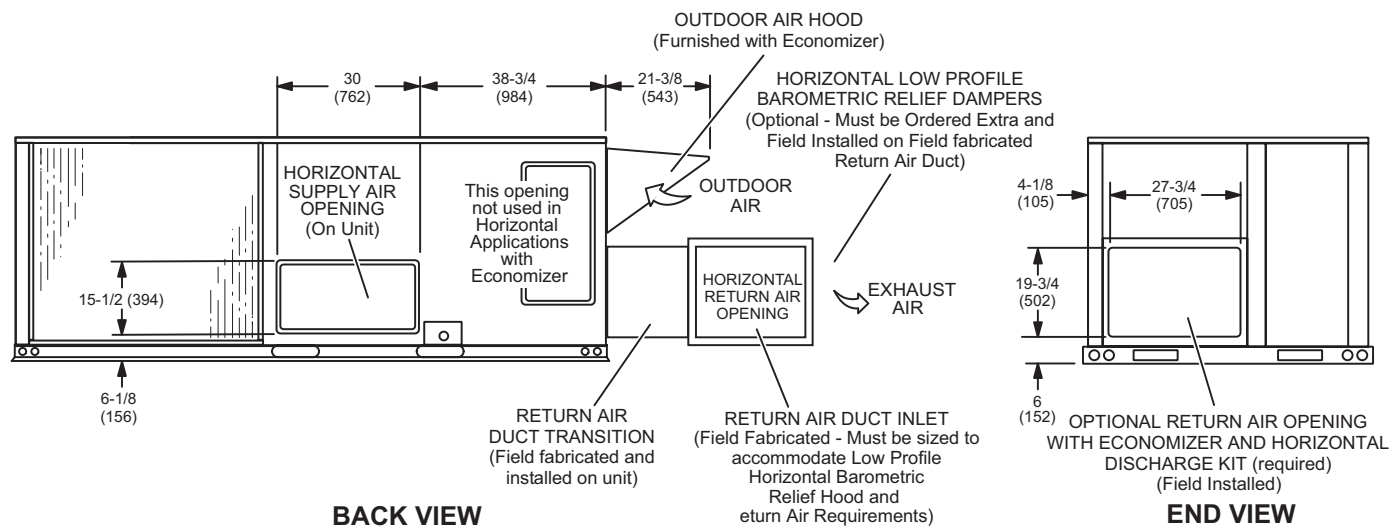 OUTDOOR AIR HOOD
(Furnished with Economizer)
30
(762)
38-3/4
(984)
21-3/8
(543)
HORIZONTAL LOW PROFILE
BAROMETRIC RELIEF DAMPERS
(Optional - Must be Ordered Extra and
Field Installed on Field fabricated
Return Air Duct)
HORIZONTAL
SUPPLY AIR
OPENING
(On Unit)
This opening
not used in
Horizontal
Applications
with
Economizer
OUTDOOR
AIR
4-1/8
(105)
27-3/4
(705)
15-1/2 (394)
HORIZONTAL
RETURN AIR
OPENING
EXHAUST
AIR
19-3/4
(502)
6-1/8
(156)
6
(152)
RETURN AIR
DUCT TRANSITION
(Field fabricated and
installed on unit)
RETURN AIR DUCT INLET
(Field Fabricated - Must be sized to
accommodate Low Profile
Horizontal Barometric
Relief Hood and
eturn Air Requirements)
OPTIONAL RETURN AIR OPENING
WITH ECONOMIZER AND HORIZONTAL
DISCHARGE KIT (required)
(Field Installed)
BACK VIEW
END VIEW